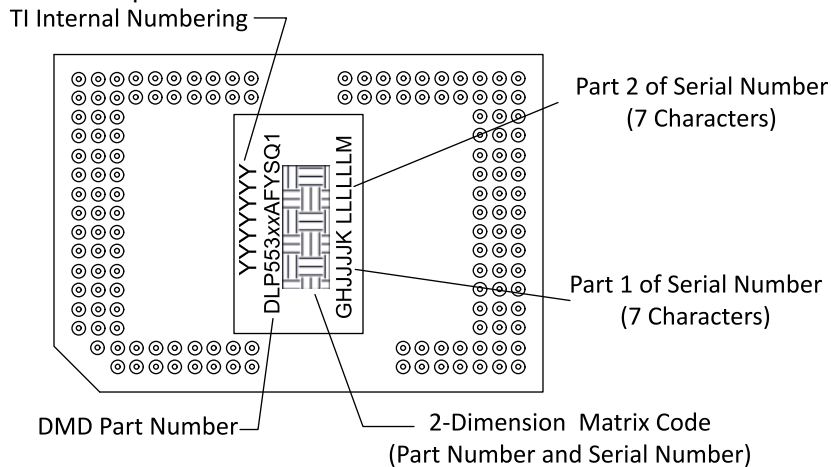 TI Internal Numbering
Part 2 of Serial Number
(7 Characters)
YYYYYYY
DLP553xxAFYSQ1
GHJJJJK LLLLLLM
Part 1 of Serial Number
(7 Characters)
DMD Part Number
2-Dimension Matrix Code
(Part Number and Serial Number)